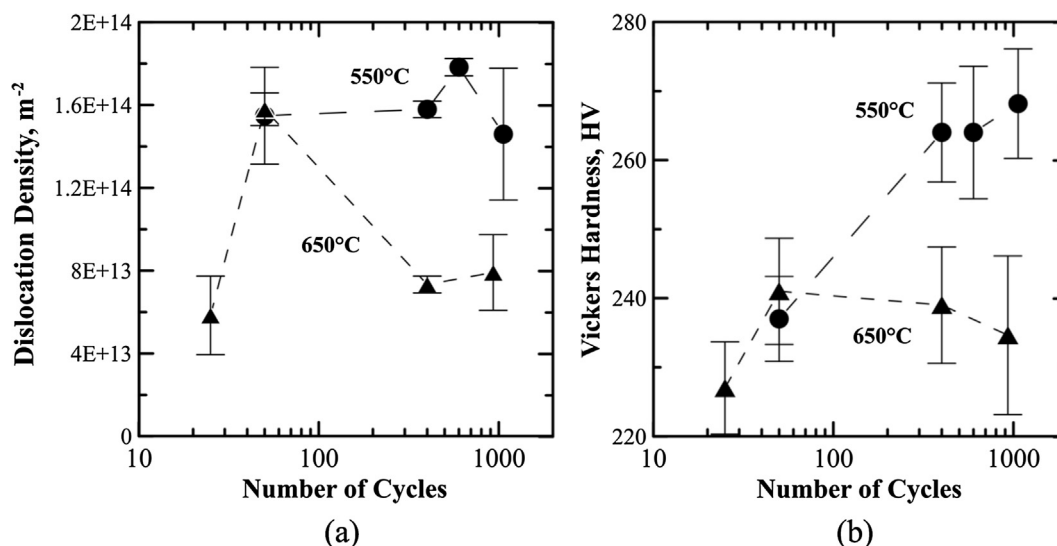 2E+14
1.6E+14
1.2E+14
8E+13
4E+13
0
Dislocation Density, m⁻²
550°C
650°C
10
100
1000
Number of Cycles
(a)
280
260
240
220
Vickers Hardness, HV
550°C
650°C
10
100
1000
Number of Cycles
(b)